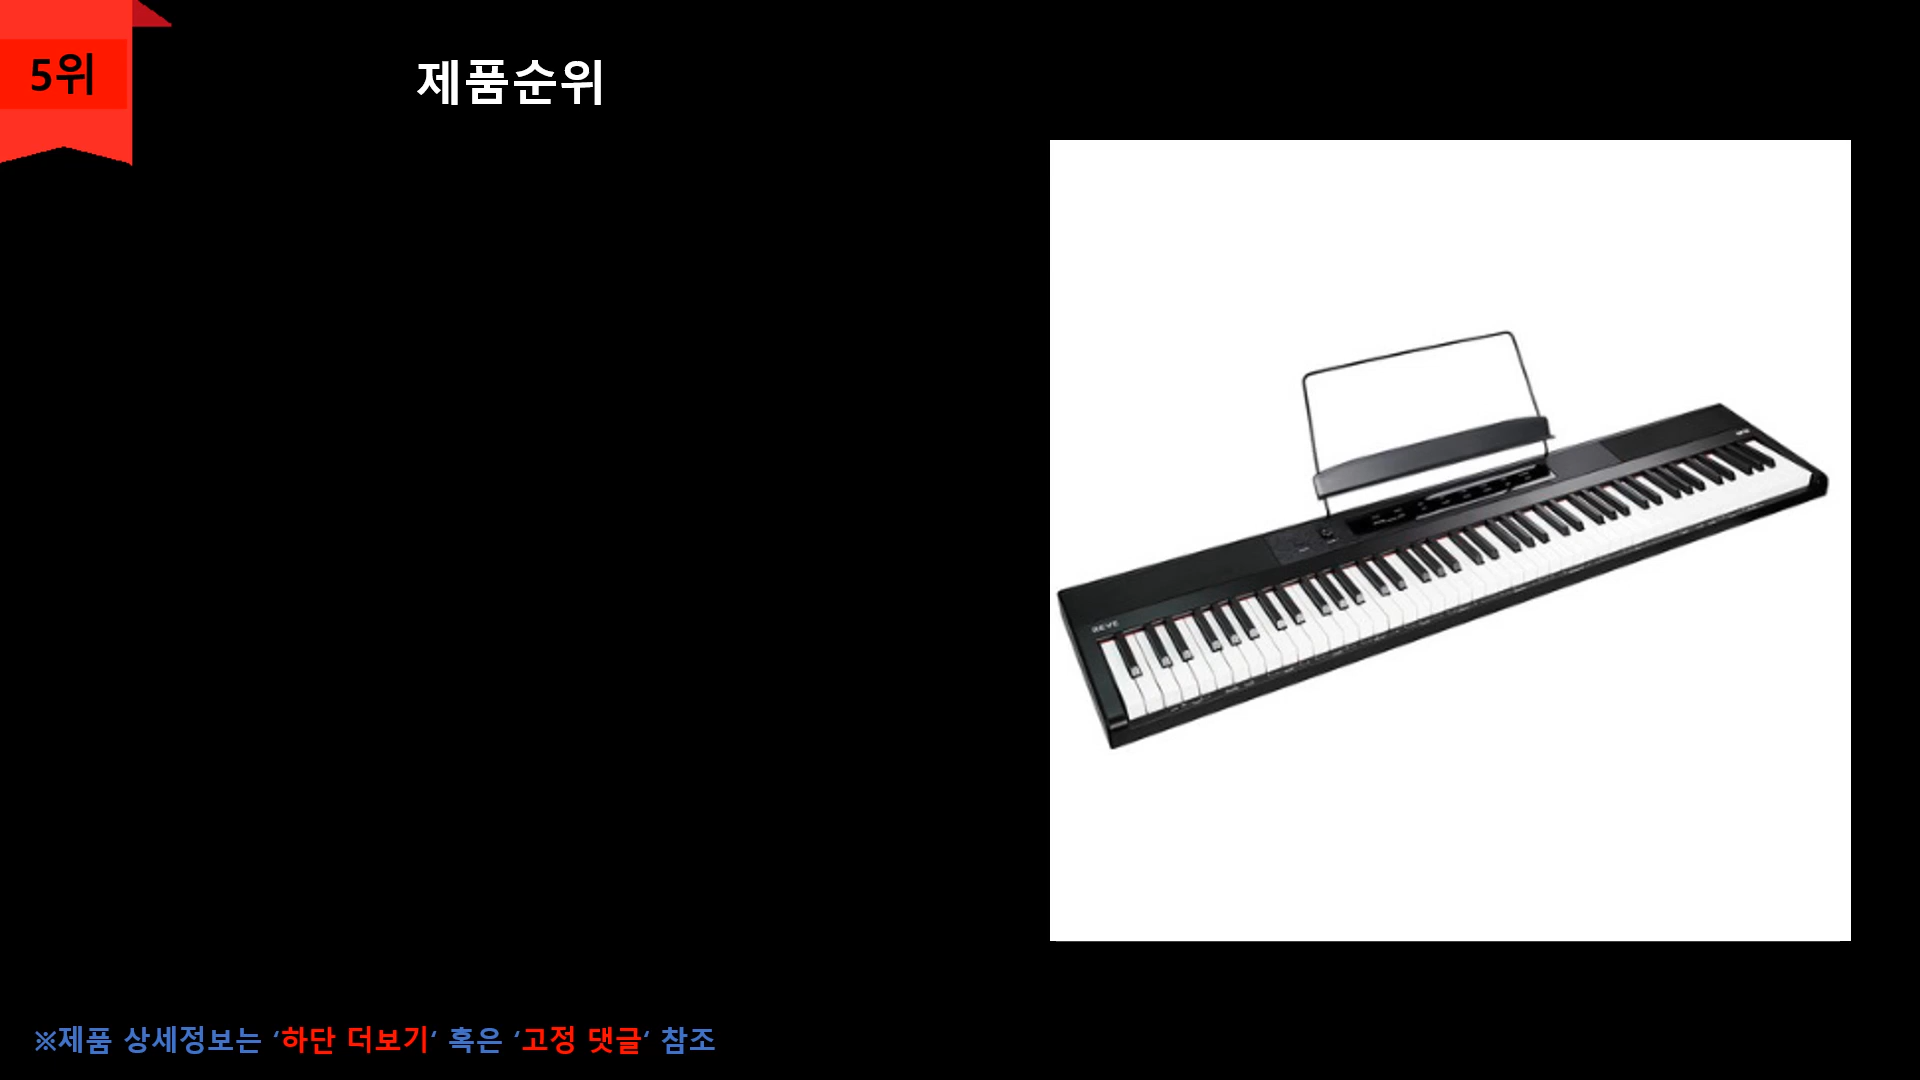 5위
제품순위
※제품 상세정보는 ‘하단 더보기‘ 혹은 ‘고정 댓글‘ 참조